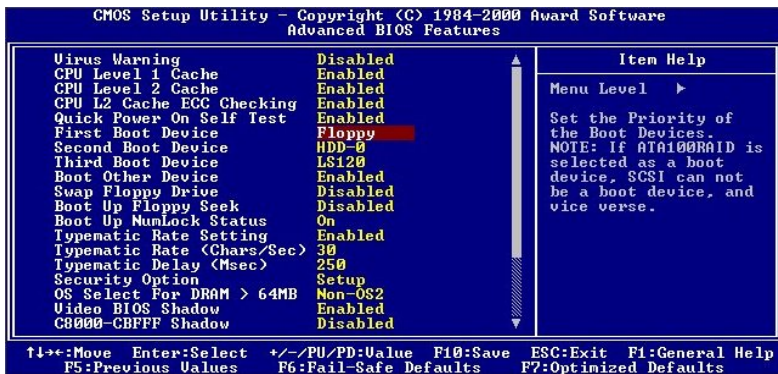 CMOS Setup Utility - Copyright (C) 1984-2000 Award Software
Advanced BIOS Features
Virus Warning Disabled
CPU Level 1 Cache Enabled
CPU Level 2 Cache Enabled
CPU L2 Cache ECC Checking Enabled
Quick Power On Self Test Enabled
First Boot Device Floppy
Second Boot Device HDD-0
Third Boot Device LS120
Boot Other Device Enabled
Swap Floppy Drive Disabled
Boot Up Floppy Seek Disabled
Boot Up NumLock Status On
Typematic Rate Setting Enabled
Typematic Rate (Chars/Sec) 30
Typematic Delay (Msec) 250
Security Option Setup
OS Select For DRAM > 64MB Non-OS2
Video BIOS Shadow Enabled
C8000-CBFFF Shadow Disabled
Item Help
Menu Level ▶
Set the Priority of
the Boot Devices.
NOTE: If ATA100RAID is
selected as a boot
device, SCSI can not
be a boot device, and
vice verse.
↑↓→←:Move Enter:Select +/-/PU/PD:Value F10:Save ESC:Exit F1:General Help
F5:Previous Values F6:Fail-Safe Defaults F7:Optimized Defaults